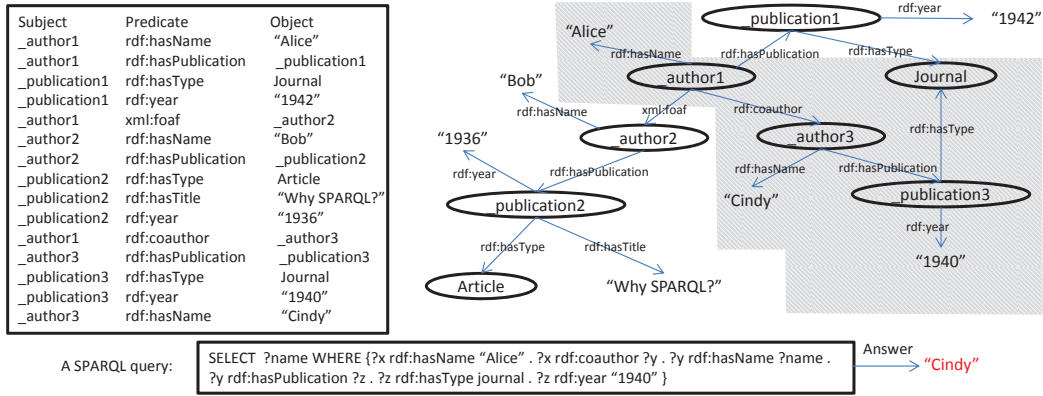 Subject Predicate Object
_author1 rdf:hasName “Alice”
_author1 rdf:hasPublication _publication1
_publication1 rdf:hasType Journal
_publication1 rdf:year “1942”
_author1 xml:foaf _author2
_author2 rdf:hasName “Bob”
_author2 rdf:hasPublication _publication2
_publication2 rdf:hasType Article
_publication2 rdf:hasTitle “Why SPARQL?”
_publication2 rdf:year “1936”
_author1 rdf:coauthor _author3
_author3 rdf:hasPublication _publication3
_publication3 rdf:hasType Journal
_publication3 rdf:year “1940”
_author3 rdf:hasName “Cindy”
_publication1
rdf:year
“1942”
“Alice”
rdf:hasName
rdf:hasPublication
rdf:hasType
_author1
Journal
“Bob”
rdf:hasName
xml:foaf
rdf:coauthor
rdf:hasType
_author2
_author3
“1936”
rdf:year
rdf:hasPublication
rdf:hasName
rdf:hasPublication
“Cindy”
_publication3
_publication2
rdf:year
rdf:hasType
rdf:hasTitle
“1940”
Article
“Why SPARQL?”
A SPARQL query:
SELECT ?name WHERE {?x rdf:hasName “Alice” . ?x rdf:coauthor ?y . ?y rdf:hasName ?name .
?y rdf:hasPublication ?z . ?z rdf:hasType journal . ?z rdf:year “1940” }
Answer
“Cindy”